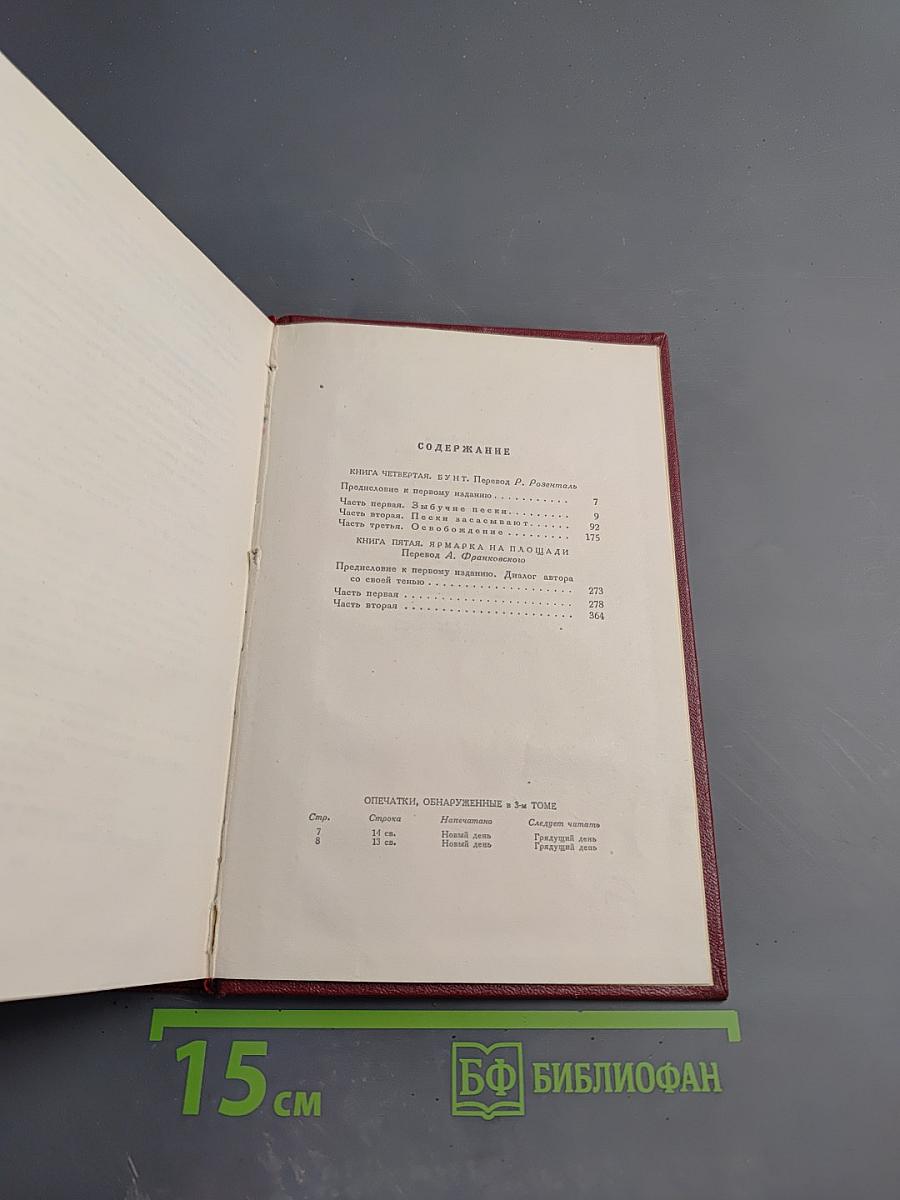 СОДЕРЖАНИЕ
КНИГА ЧЕТВЕРТАЯ. БУНТ. Перевод Р. Розенталь
Предисловие к первому изданию . . . . . . . . . . . 7
Часть первая. Зыбучие пески . . . . . . . . . 9
Часть вторая. Пески засасывают . . . . . . 92
Часть третья. Освобождение . . . . . . . . . 175
КНИГА ПЯТАЯ. ЯРМАРКА НА ПЛОЩАДИ
Перевод А. Франковского
Предисловие к первому изданию. Диалог автора
со своей тенью . . . . . . . . . . . . . . . . . . . . . 273
Часть первая . . . . . . . . . . . . . . . . . . . . . . . . 278
Часть вторая . . . . . . . . . . . . . . . . . . . . . . . . 364
ОПЕЧАТКИ, ОБНАРУЖЕННЫЕ в 3-м ТОМЕ
Стр. Строка Напечатано Следует читать
7 14 св. Новый день Грядущий день
8 13 св. Новый день Грядущий день
15 см БФ БИБЛИОФАН